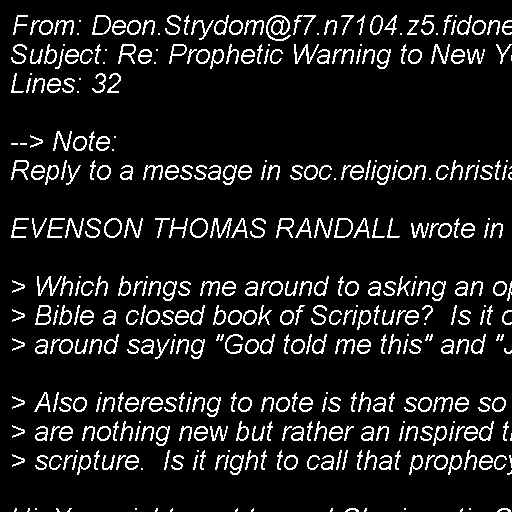 From: Deon.Strydom@f7.n7104.z5.fidone
Subject: Re: Prophetic Warning to New Y
Lines: 32
--> Note:
Reply to a message in soc.religion.christia
EVENSON THOMAS RANDALL wrote in
> Which brings me around to asking an op
> Bible a closed book of Scripture?  Is it o
> around saying "God told me this" and "J
> Also interesting to note is that some so
> are nothing new but rather an inspired t
> scripture.  Is it right to call that prophecy